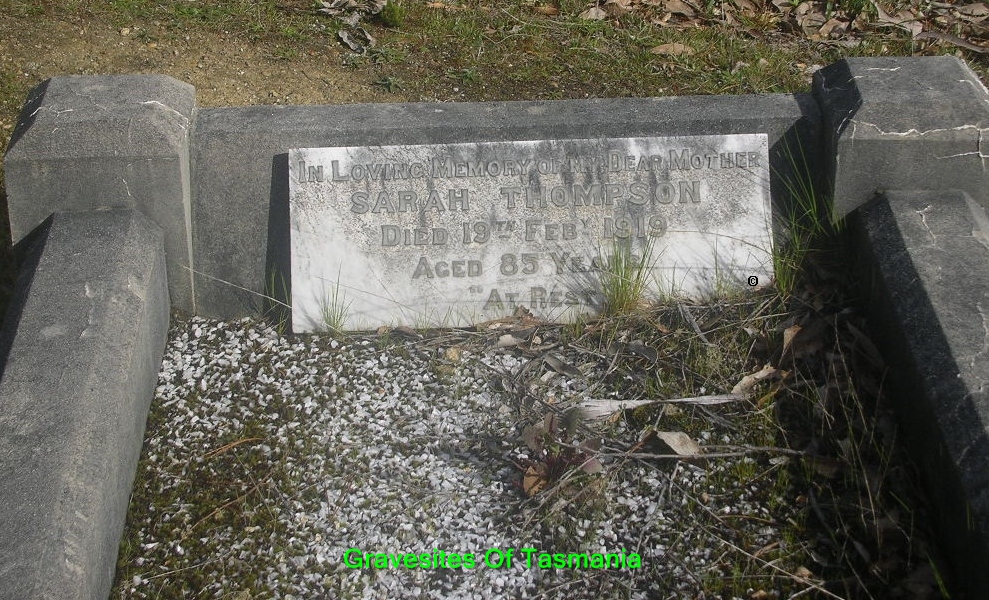 In Loving Memory of My Dear Mother
SARAH THOMPSON
Died 19th Feby 1919
Aged 85 Years
"At Rest
©
Gravesites Of Tasmania